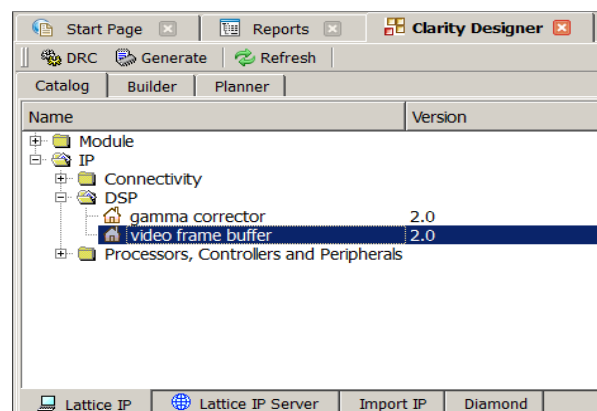 Start Page Reports Clarity Designer
DRC Generate Refresh
Catalog Builder Planner
Name Version
Module
IP
Connectivity
DSP
gamma corrector 2.0
video frame buffer 2.0
Processors, Controllers and Peripherals
Lattice IP Lattice IP Server Import IP Diamond